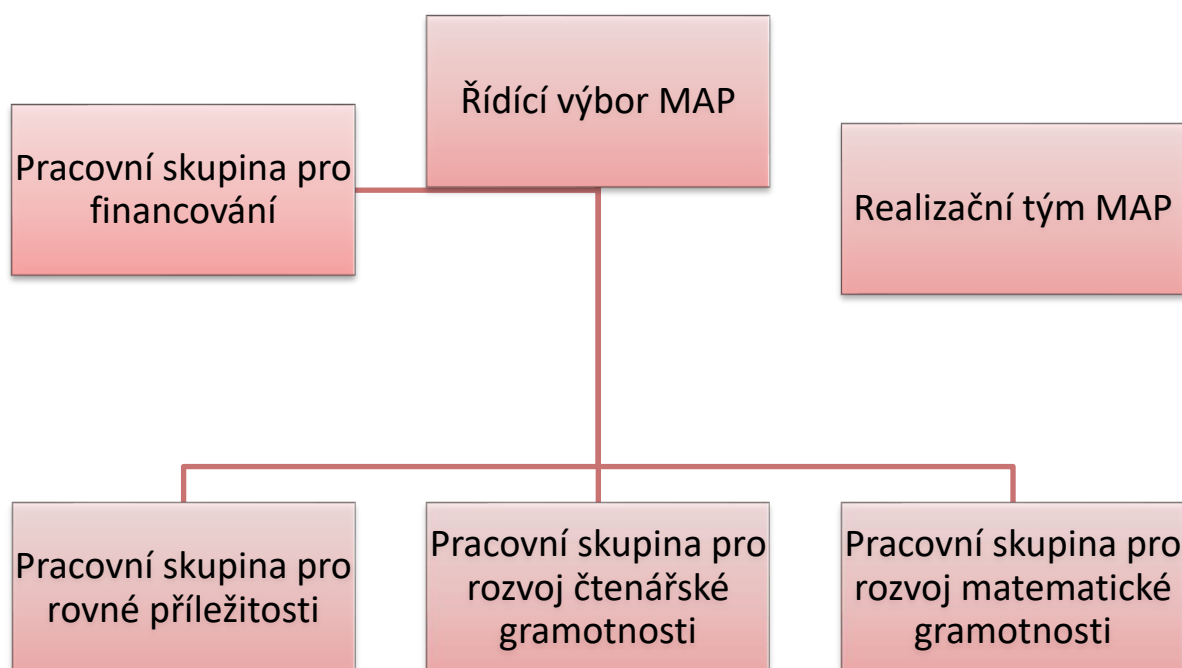 Řídící výbor MAP
Pracovní skupina pro
financování
Realizační tým MAP
Pracovní skupina pro
rovné příležitosti
Pracovní skupina pro
rozvoj čtenářské
gramotnosti
Pracovní skupina pro
rozvoj matematické
gramotnosti